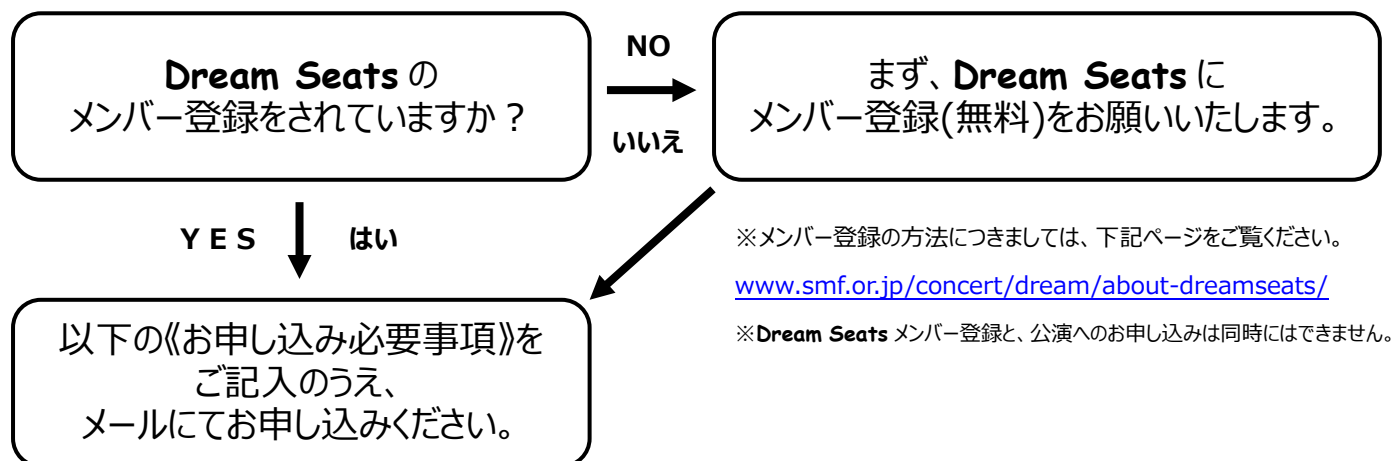 Dream Seats の
メンバー登録をされていますか？
NO
いいえ
まず、Dream Seats に
メンバー登録(無料)をお願いいたします。
ＹＥＳ
はい
※メンバー登録の方法につきましては、下記ページをご覧ください。
www.smf.or.jp/concert/dream/about-dreamseats/
※Dream Seats メンバー登録と、公演へのお申し込みは同時にはできません。
以下の《お申し込み必要事項》を
ご記入のうえ、
メールにてお申し込みください。